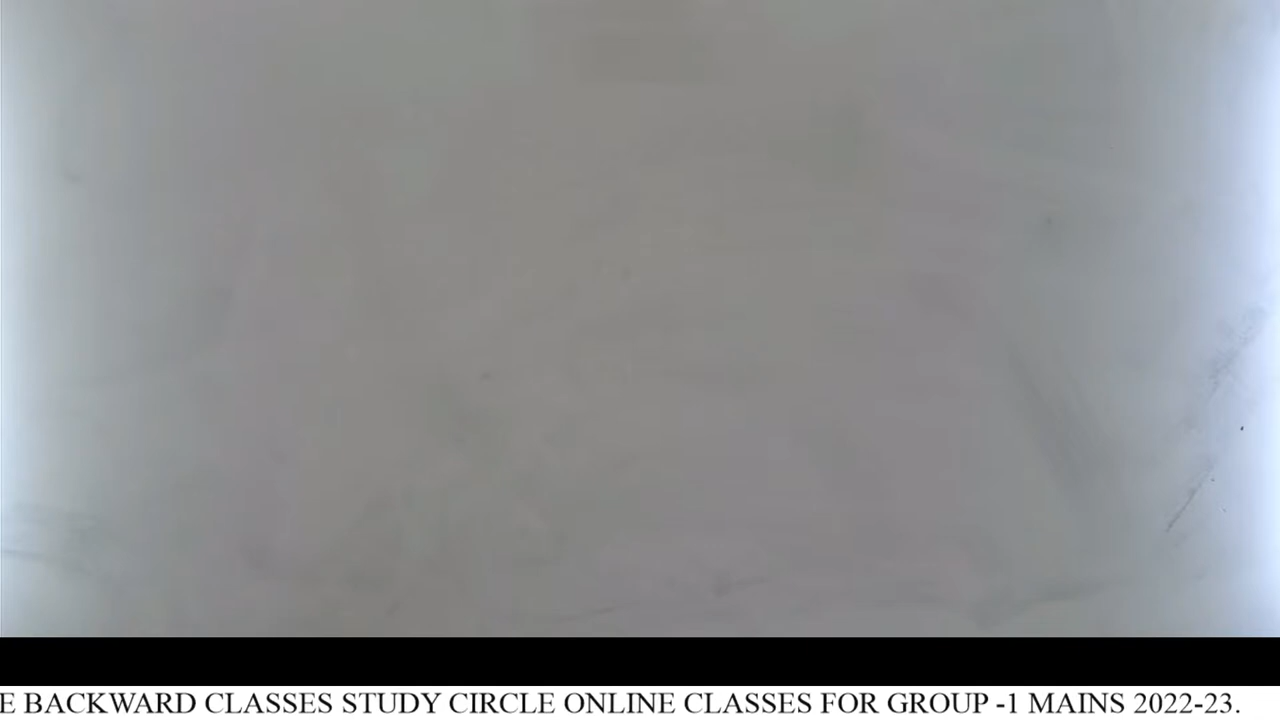 E BACKWARD CLASSES STUDY CIRCLE ONLINE CLASSES FOR GROUP -1 MAINS 2022-23.